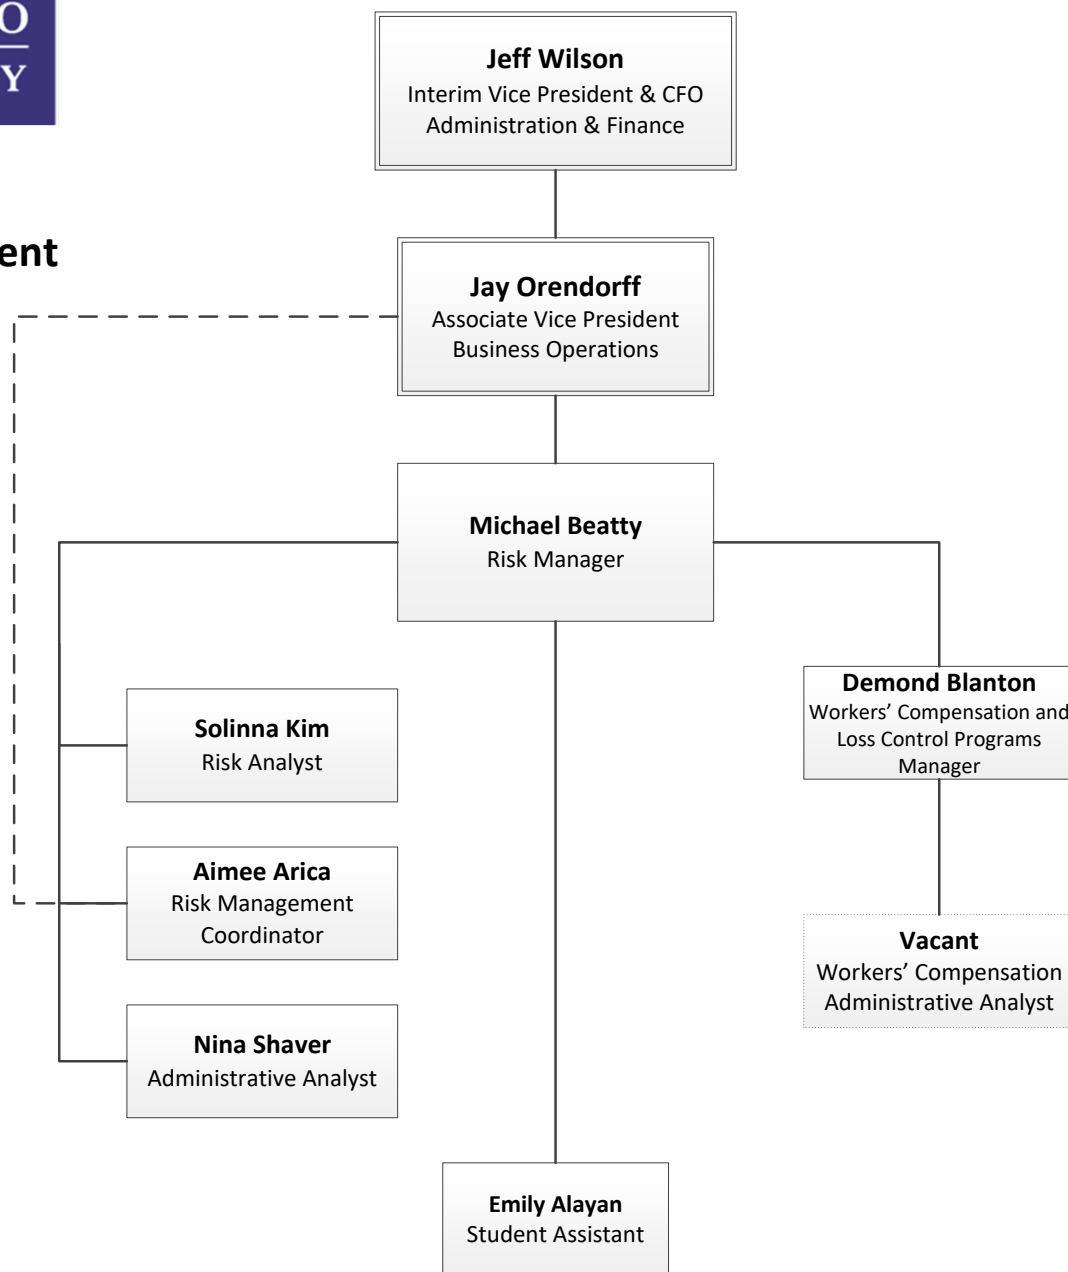 Jeff Wilson
Interim Vice President & CFO
Administration & Finance
Jay Orendorff
Associate Vice President
Business Operations
Michael Beatty
Risk Manager
Solinna Kim
Risk Analyst
Aimee Arica
Risk Management
Coordinator
Nina Shaver
Administrative Analyst
Demond Blanton
Workers’ Compensation and
Loss Control Programs
Manager
Vacant
Workers’ Compensation
Administrative Analyst
Emily Alayan
Student Assistant